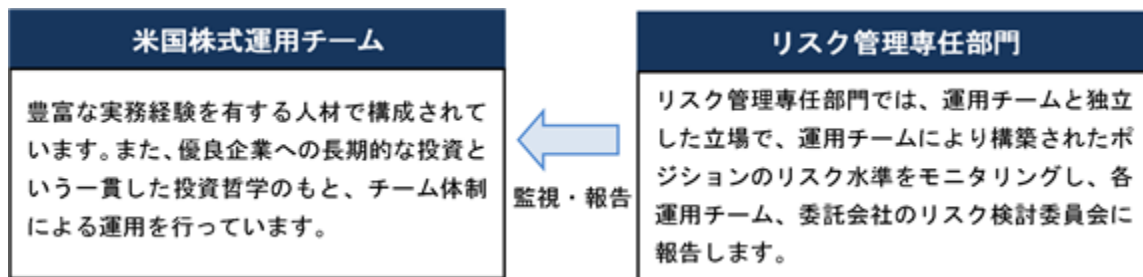 米国株式運用チーム
豊富な実務経験を有する人材で構成されて
います。また、優良企業への長期的な投資と
いう一貫した投資哲学のもと、チーム体制
による運用を行っています。
監視・報告
リスク管理専任部門
リスク管理専任部門では、運用チームと独立
した立場で、運用チームにより構築されたポ
ジションのリスク水準をモニタリングし、各
運用チーム、委託会社のリスク検討委員会に
報告します。